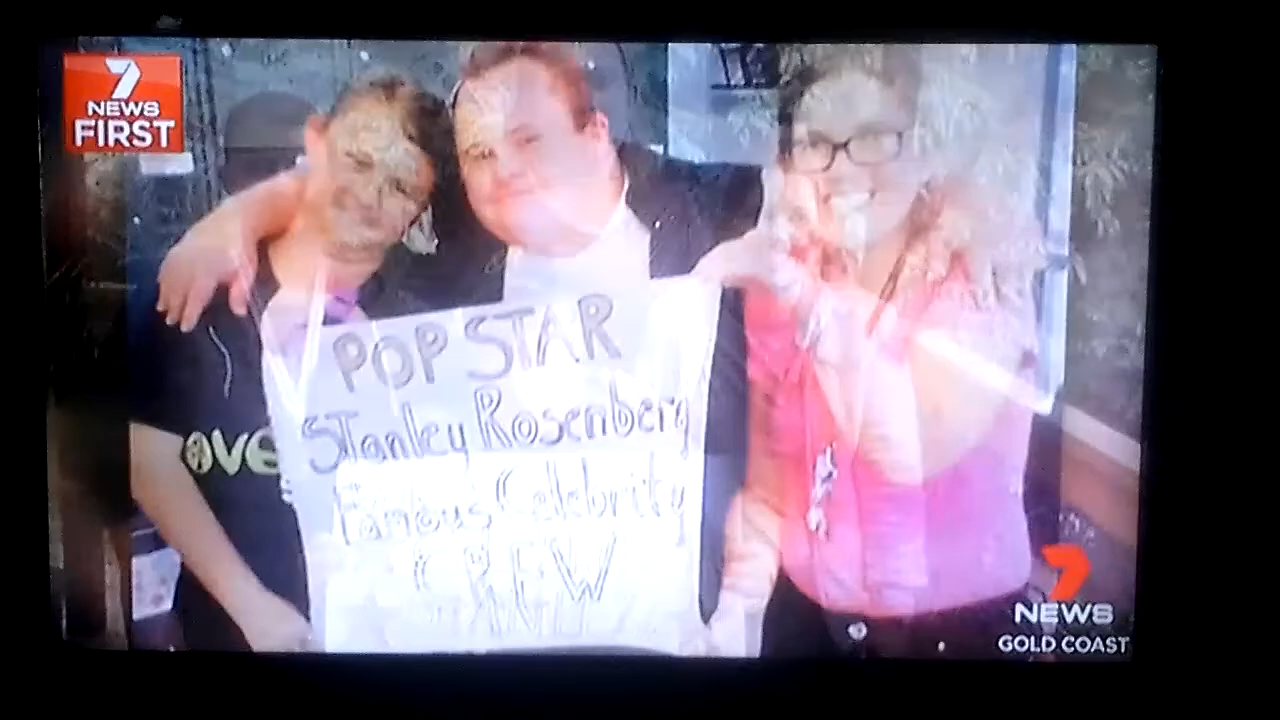 7
NEWS
FIRST
OVE
POP STAR
STanley Rosenberg
Famous Celebrity
CREW
7
NEWS
GOLD COAST